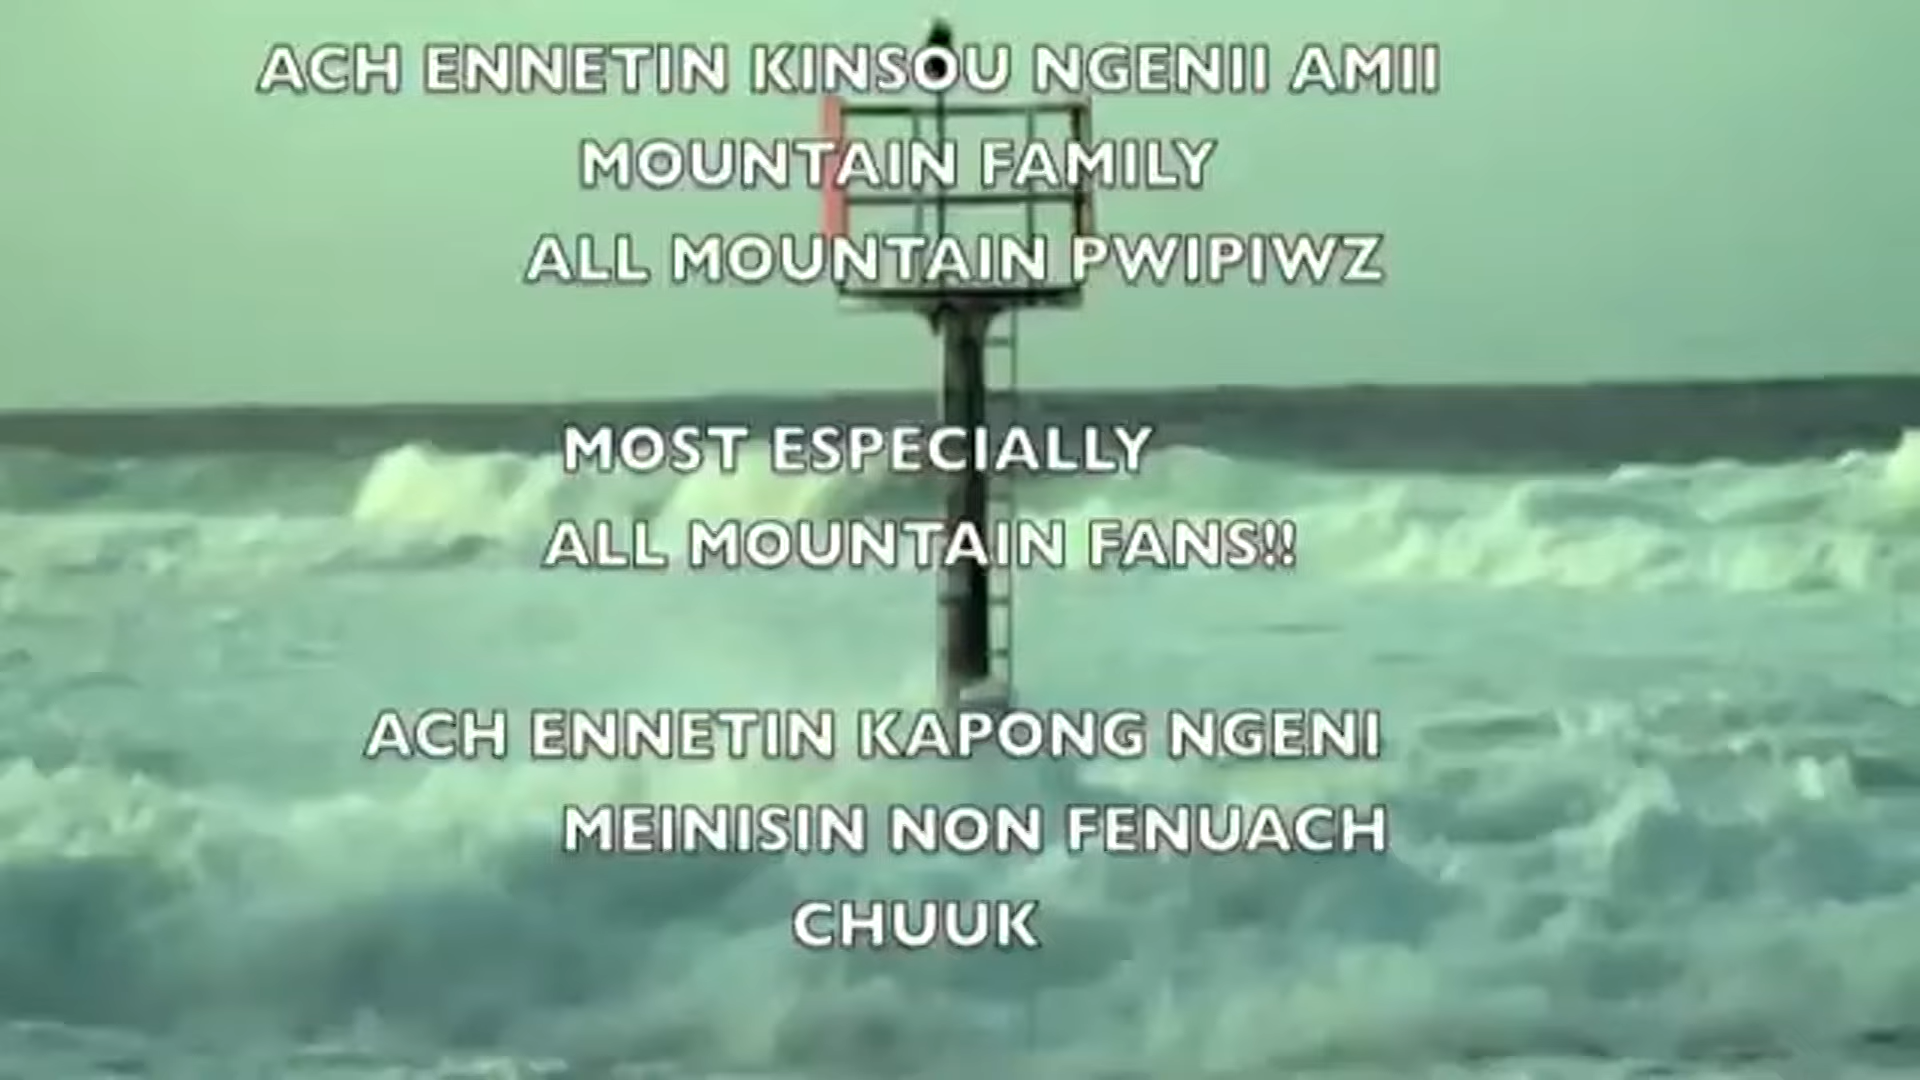 ACH ENNETIN KINSOU NGENII AMII
MOUNTAIN FAMILY
ALL MOUNTAIN PWIPIWZ
MOST ESPECIALLY
ALL MOUNTAIN FANS!!
ACH ENNETIN KAPONG NGENI
MEINISIN NON FENUACH
CHUUK